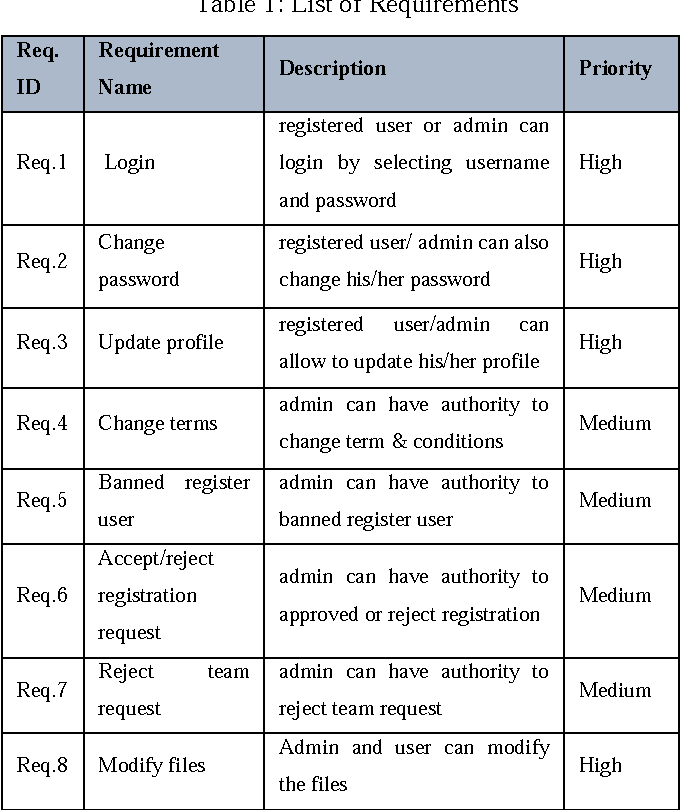 Table 1: List of Requirements
Req. ID | Requirement Name | Description | Priority
Req.1 | Login | registered user or admin can login by selecting username and password | High
Req.2 | Change password | registered user/ admin can also change his/her password | High
Req.3 | Update profile | registered user/admin can allow to update his/her profile | High
Req.4 | Change terms | admin can have authority to change term & conditions | Medium
Req.5 | Banned register user | admin can have authority to banned register user | Medium
Req.6 | Accept/reject registration request | admin can have authority to approved or reject registration | Medium
Req.7 | Reject team request | admin can have authority to reject team request | Medium
Req.8 | Modify files | Admin and user can modify the files | High